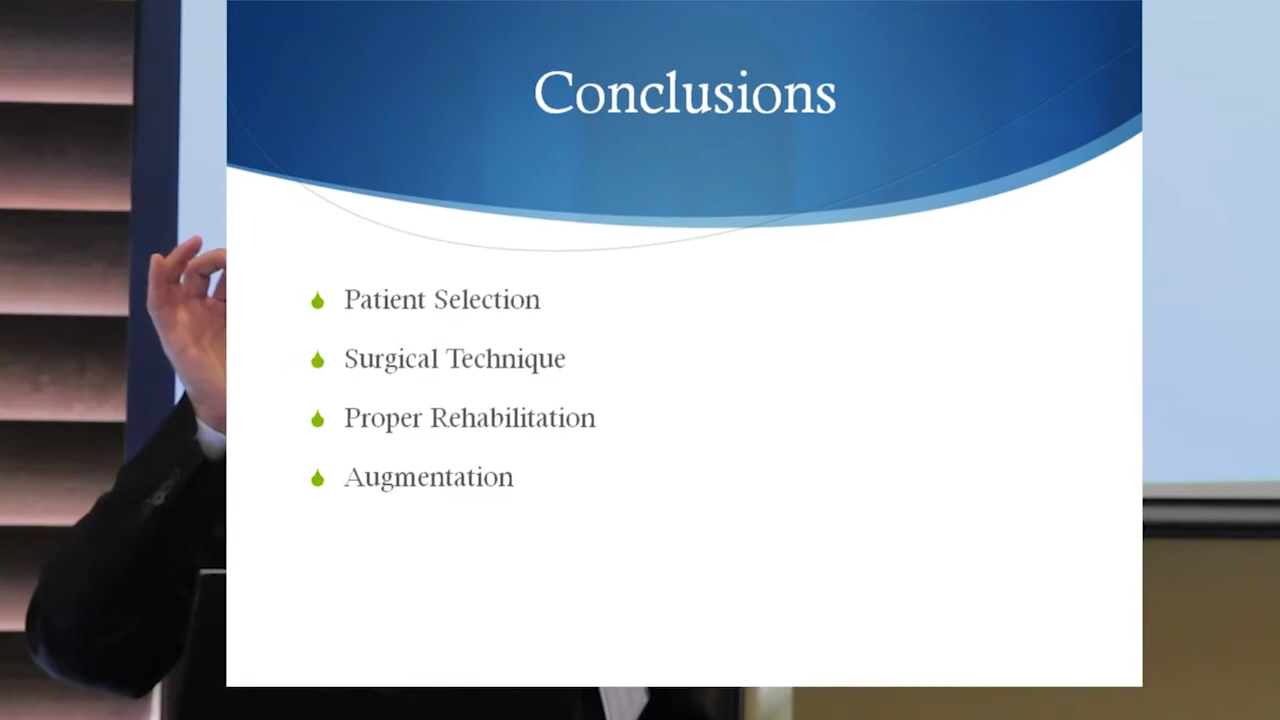 Conclusions
Patient Selection
Surgical Technique
Proper Rehabilitation
Augmentation